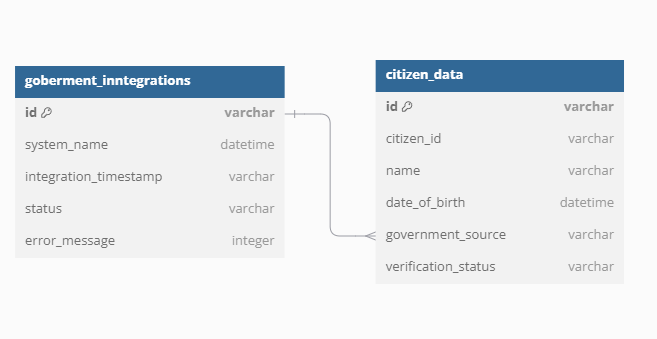 goberment_inntegrations
id varchar
system_name datetime
integration_timestamp varchar
status varchar
error_message integer
citizen_data
id varchar
citizen_id varchar
name varchar
date_of_birth datetime
government_source varchar
verification_status varchar